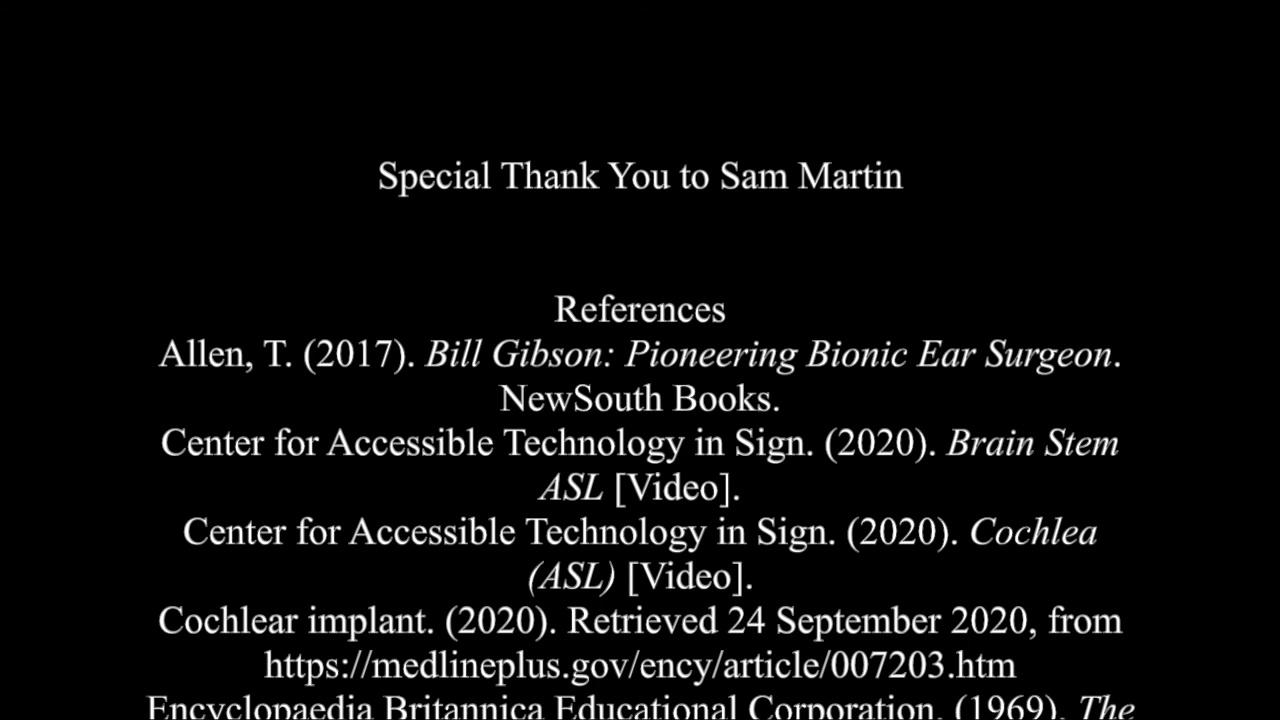 Special Thank You to Sam Martin
References
Allen, T. (2017). Bill Gibson: Pioneering Bionic Ear Surgeon.
NewSouth Books.
Center for Accessible Technology in Sign. (2020). Brain Stem
ASL [Video].
Center for Accessible Technology in Sign. (2020). Cochlea
(ASL) [Video].
Cochlear implant. (2020). Retrieved 24 September 2020, from
https://medlineplus.gov/ency/article/007203.htm
Encyclopaedia Britannica Educational Corporation. (1969). The